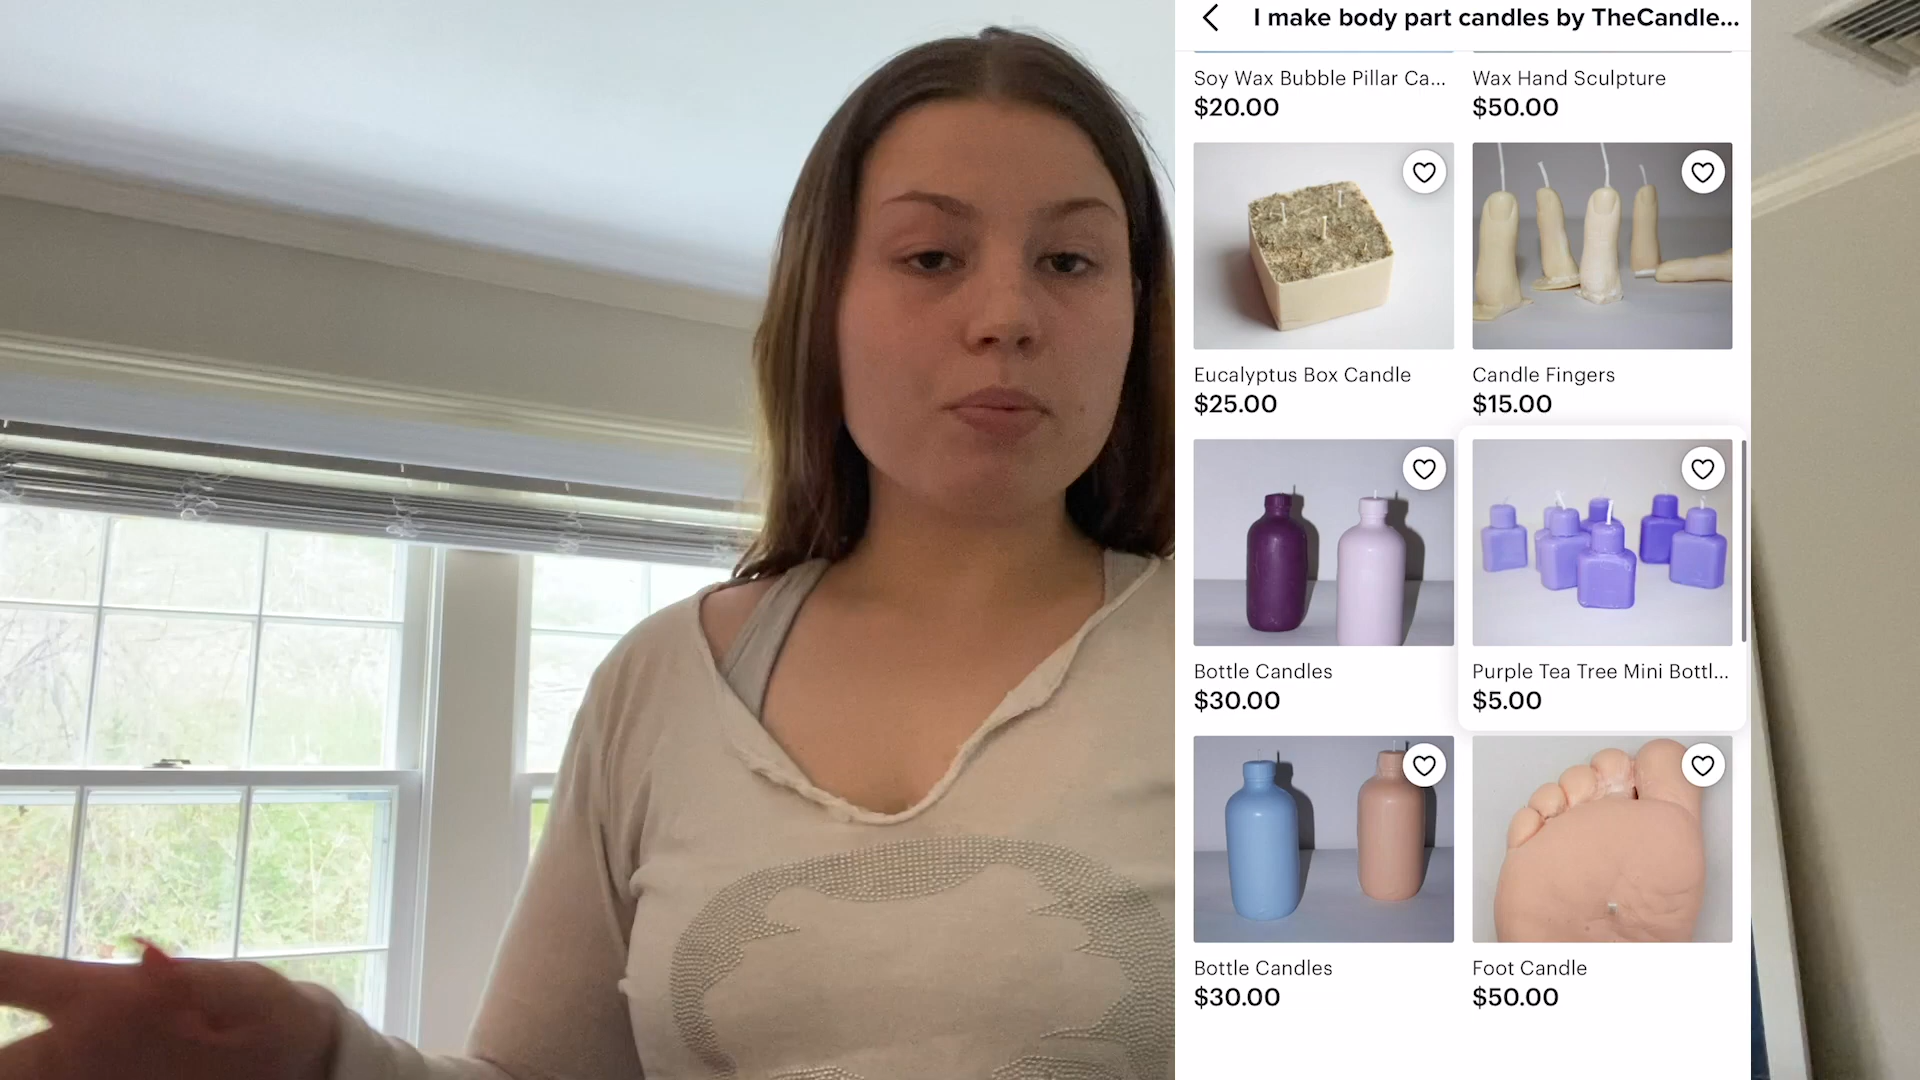 I make body part candles by TheCandle...
Soy Wax Bubble Pillar Ca...
$20.00
Wax Hand Sculpture
$50.00
Eucalyptus Box Candle
$25.00
Candle Fingers
$15.00
Bottle Candles
$30.00
Purple Tea Tree Mini Bottl...
$5.00
Bottle Candles
$30.00
Foot Candle
$50.00